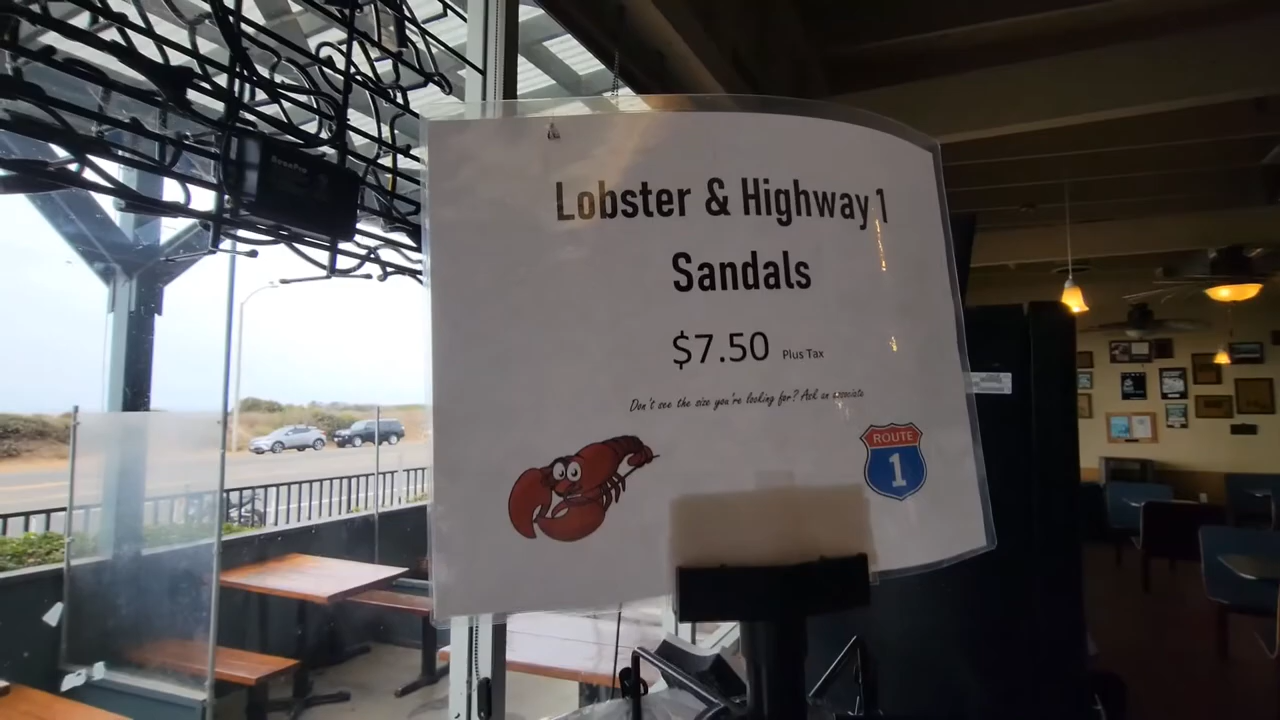 Lobster & Highway 1
Sandals
$7.50 Plus Tax
Don't see the size you're looking for? Ask an associate
ROUTE
1